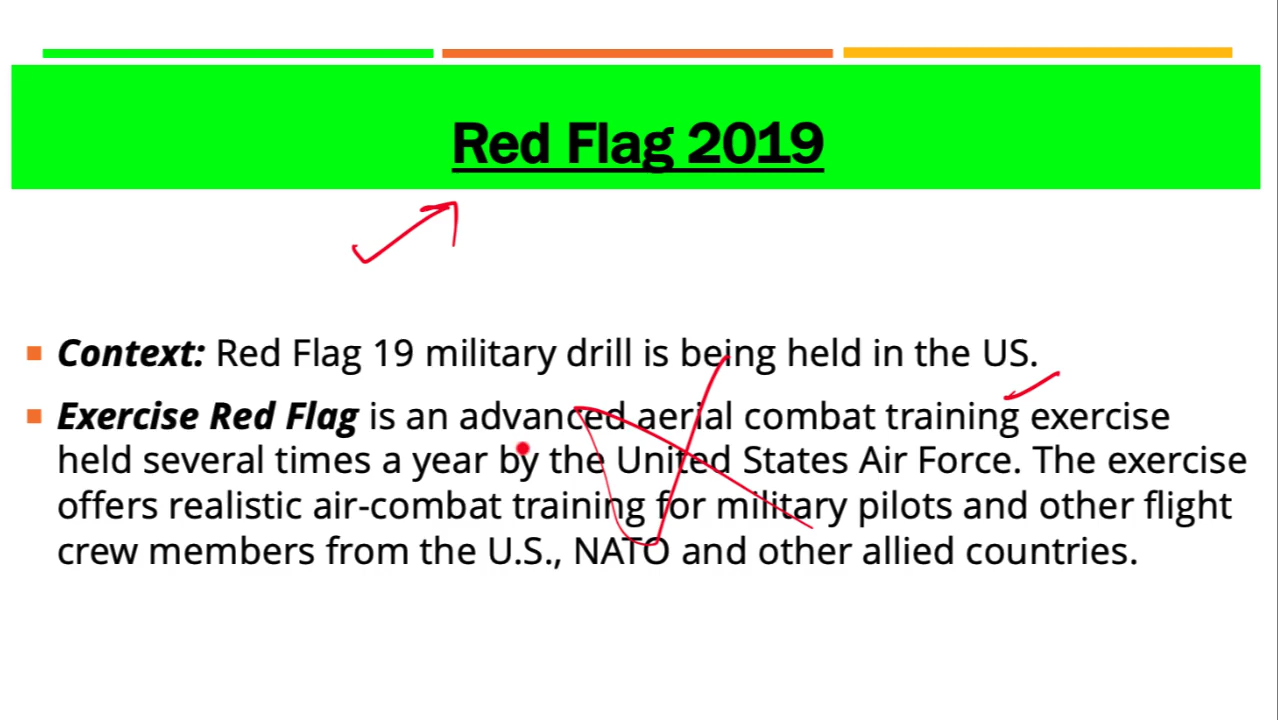 Red Flag 2019
Context: Red Flag 19 military drill is being held in the US.
Exercise Red Flag is an advanced aerial combat training exercise
held several times a year by the United States Air Force. The exercise
offers realistic air-combat training for military pilots and other flight
crew members from the U.S., NATO and other allied countries.